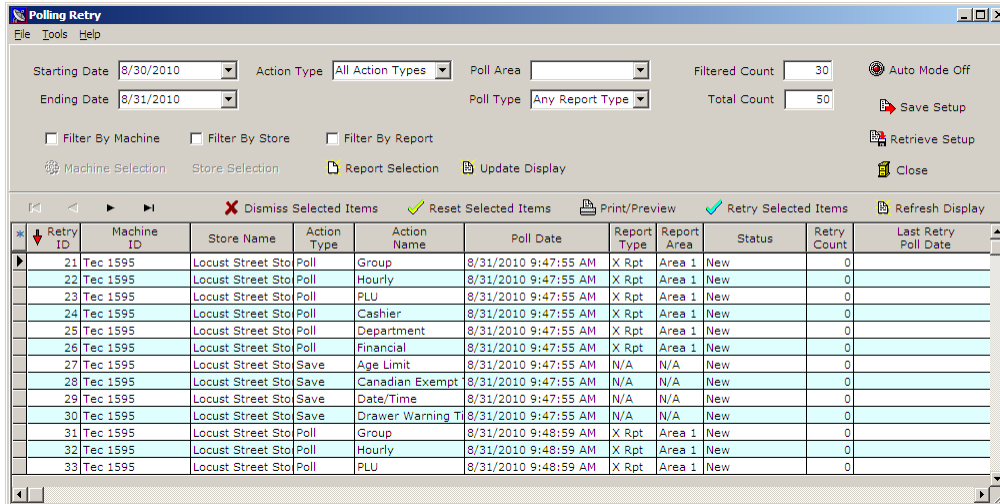 Polling Retry
File Tools Help
Starting Date 8/30/2010 Action Type All Action Types Poll Area Filtered Count 30 Auto Mode Off
Ending Date 8/31/2010 Poll Type Any Report Type Total Count 50 Save Setup
Filter By Machine Filter By Store Filter By Report Retrieve Setup
Machine Selection Store Selection Report Selection Update Display Close
Dismiss Selected Items Reset Selected Items Print/Preview Retry Selected Items Refresh Display
* Retry ID Machine ID Store Name Action Type Action Name Poll Date Report Type Report Area Status Retry Count Last Retry Poll Date
21 Tec 1595 Locust Street Sto Poll Group 8/31/2010 9:47:55 AM X Rpt Area 1 New 0
22 Tec 1595 Locust Street Sto Poll Hourly 8/31/2010 9:47:55 AM X Rpt Area 1 New 0
23 Tec 1595 Locust Street Sto Poll PLU 8/31/2010 9:47:55 AM X Rpt Area 1 New 0
24 Tec 1595 Locust Street Sto Poll Cashier 8/31/2010 9:47:55 AM X Rpt Area 1 New 0
25 Tec 1595 Locust Street Sto Poll Department 8/31/2010 9:47:55 AM X Rpt Area 1 New 0
26 Tec 1595 Locust Street Sto Poll Financial 8/31/2010 9:47:55 AM X Rpt Area 1 New 0
27 Tec 1595 Locust Street Sto Save Age Limit 8/31/2010 9:47:55 AM N/A N/A New 0
28 Tec 1595 Locust Street Sto Save Canadian Exempt 8/31/2010 9:47:55 AM N/A N/A New 0
29 Tec 1595 Locust Street Sto Save Date/Time 8/31/2010 9:47:55 AM N/A N/A New 0
30 Tec 1595 Locust Street Sto Save Drawer Warning Ti 8/31/2010 9:47:55 AM N/A N/A New 0
31 Tec 1595 Locust Street Sto Poll Group 8/31/2010 9:48:59 AM X Rpt Area 1 New 0
32 Tec 1595 Locust Street Sto Poll Hourly 8/31/2010 9:48:59 AM X Rpt Area 1 New 0
33 Tec 1595 Locust Street Sto Poll PLU 8/31/2010 9:48:59 AM X Rpt Area 1 New 0